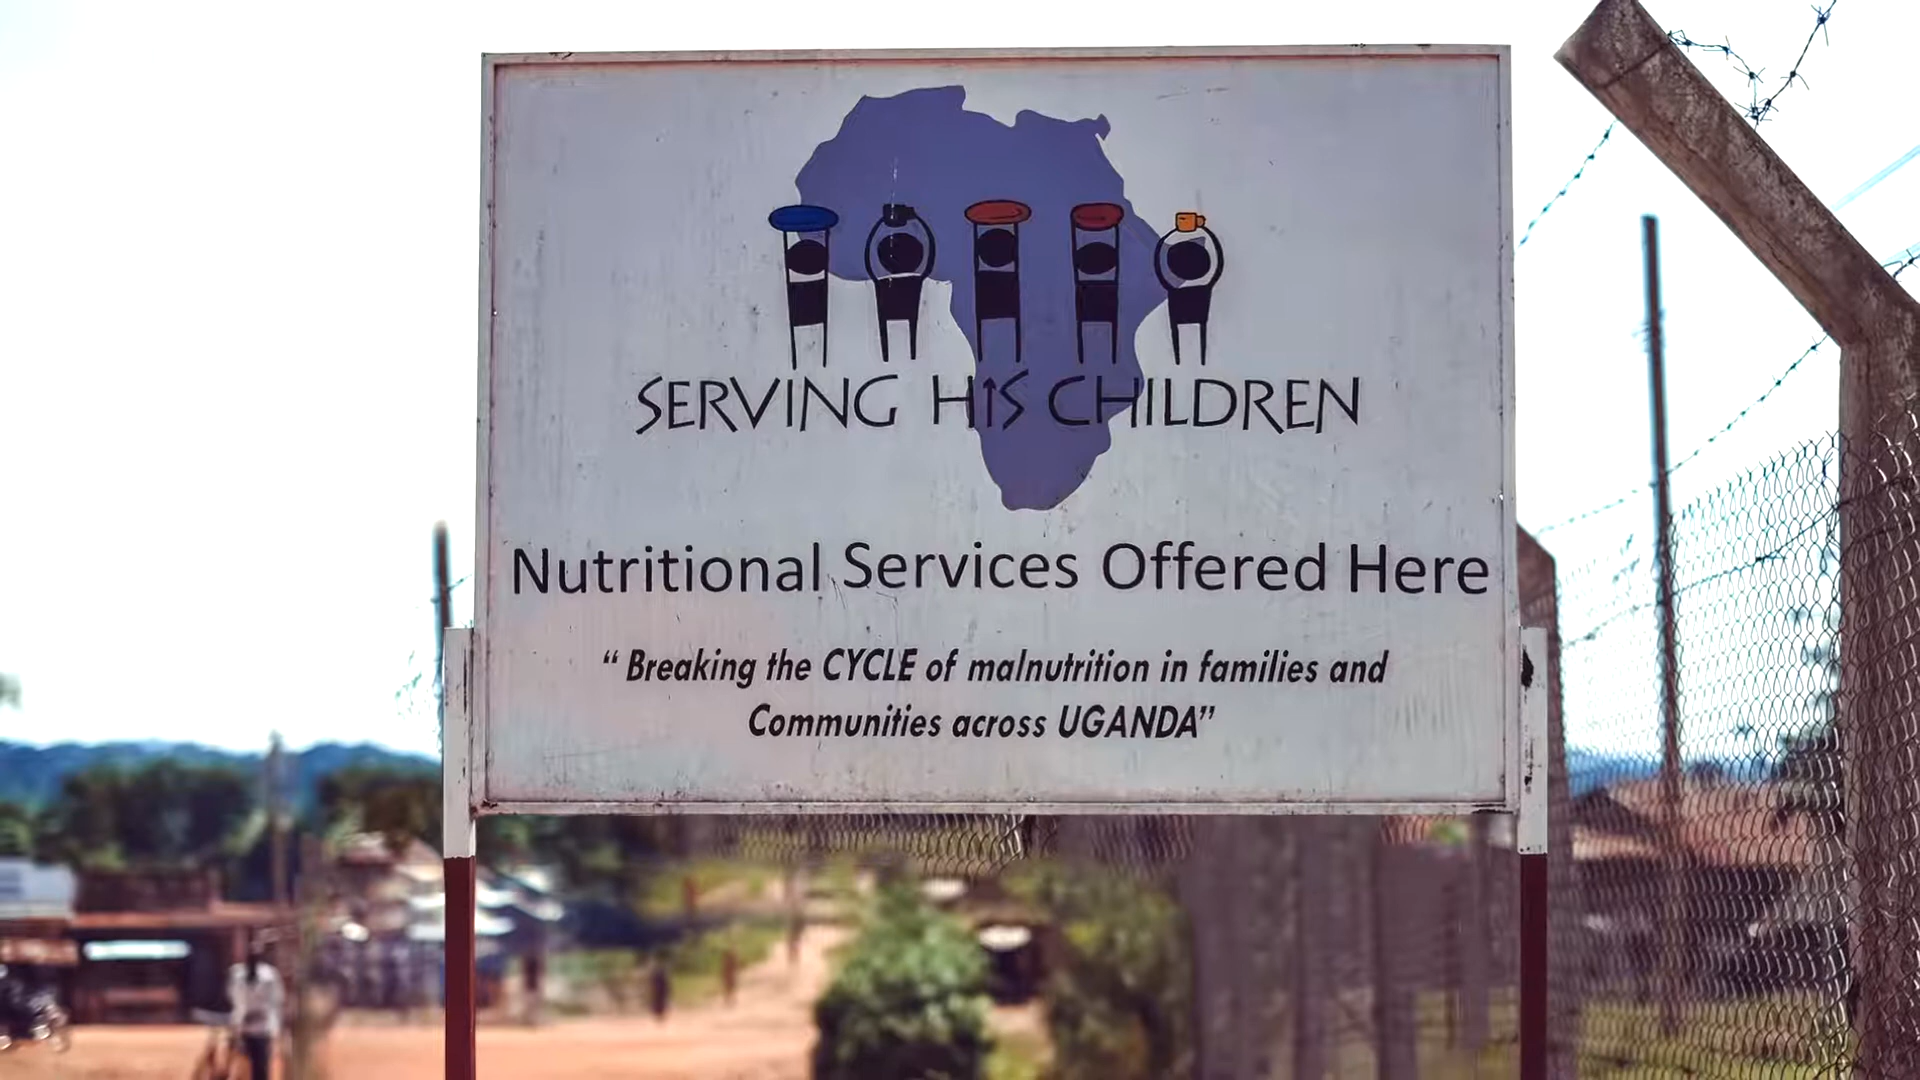 SERVING HIS CHILDREN
Nutritional Services Offered Here
“ Breaking the CYCLE of malnutrition in families and
Communities across UGANDA”